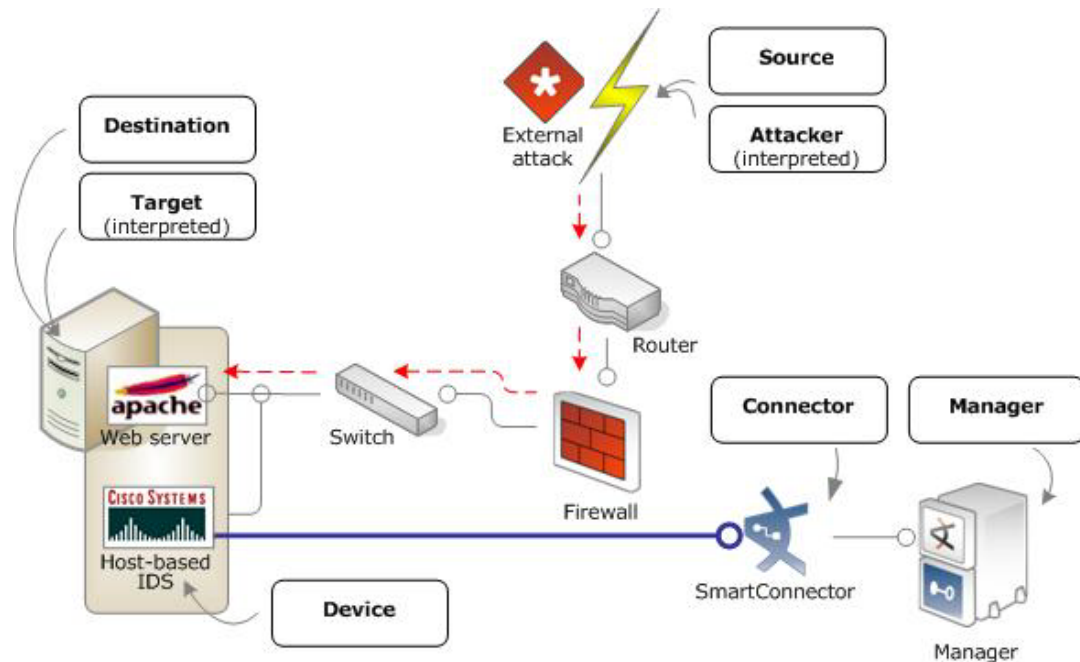 Source
External
attack
Attacker
(interpreted)
Destination
Target
(interpreted)
Router
apache
Web server
Switch
Connector
Manager
CISCO SYSTEMS
Firewall
Host-based
IDS
SmartConnector
Device
Manager